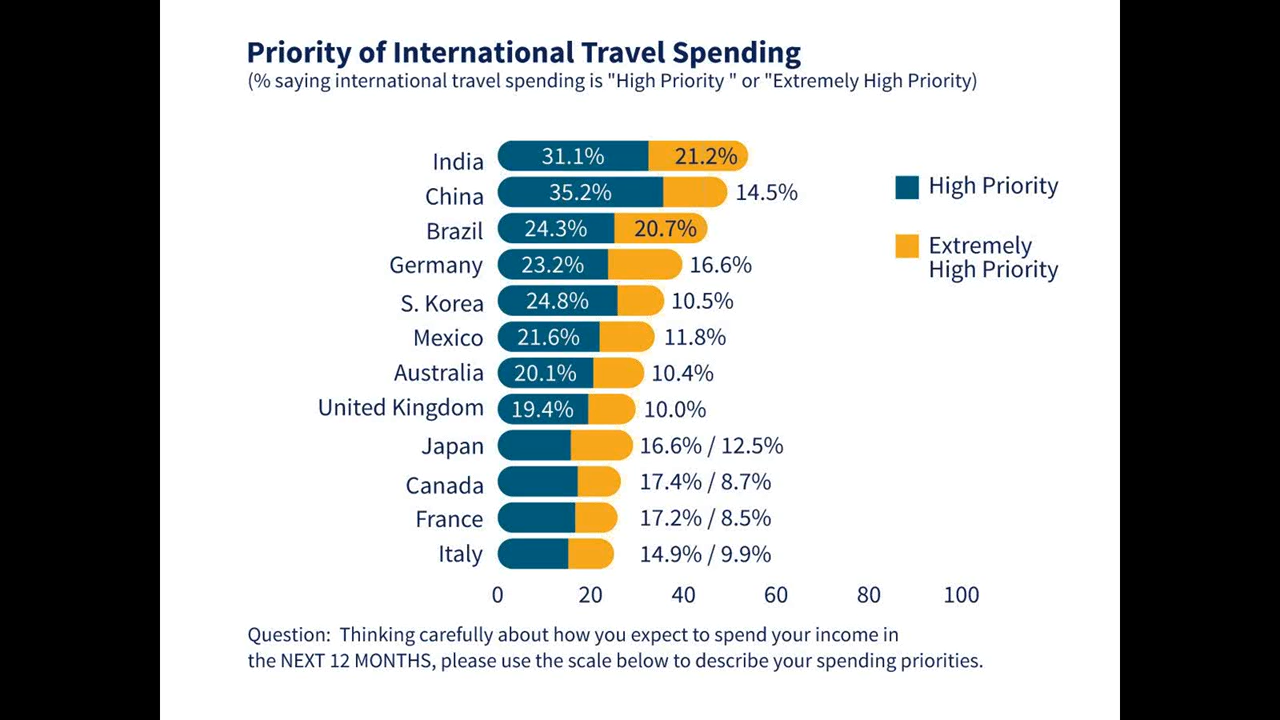 Priority of International Travel Spending
(% saying international travel spending is "High Priority " or "Extremely High Priority)
India 31.1% 21.2%
China 35.2% 14.5%
Brazil 24.3% 20.7%
Germany 23.2% 16.6%
S. Korea 24.8% 10.5%
Mexico 21.6% 11.8%
Australia 20.1% 10.4%
United Kingdom 19.4% 10.0%
Japan 16.6% / 12.5%
Canada 17.4% / 8.7%
France 17.2% / 8.5%
Italy 14.9% / 9.9%
0 20 40 60 80 100
High Priority
Extremely
High Priority
Question: Thinking carefully about how you expect to spend your income in
the NEXT 12 MONTHS, please use the scale below to describe your spending priorities.